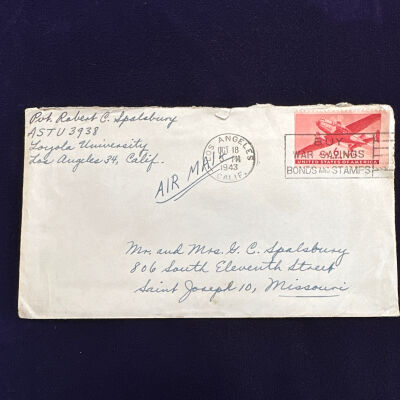 Pvt. Robert C. Spalsbury
ASTU 3938
Loyola University
Los Angeles 34, Calif.
AIR MAIL
LOS ANGELES
OCT 18
PM
1943
CALIF.
BUY
WAR SAVINGS
BONDS AND STAMPS
6¢
UNITED STATES OF AMERICA
Mr. and Mrs. G. C. Spalsbury
806 South Eleventh Street
Saint Joseph 10, Missouri